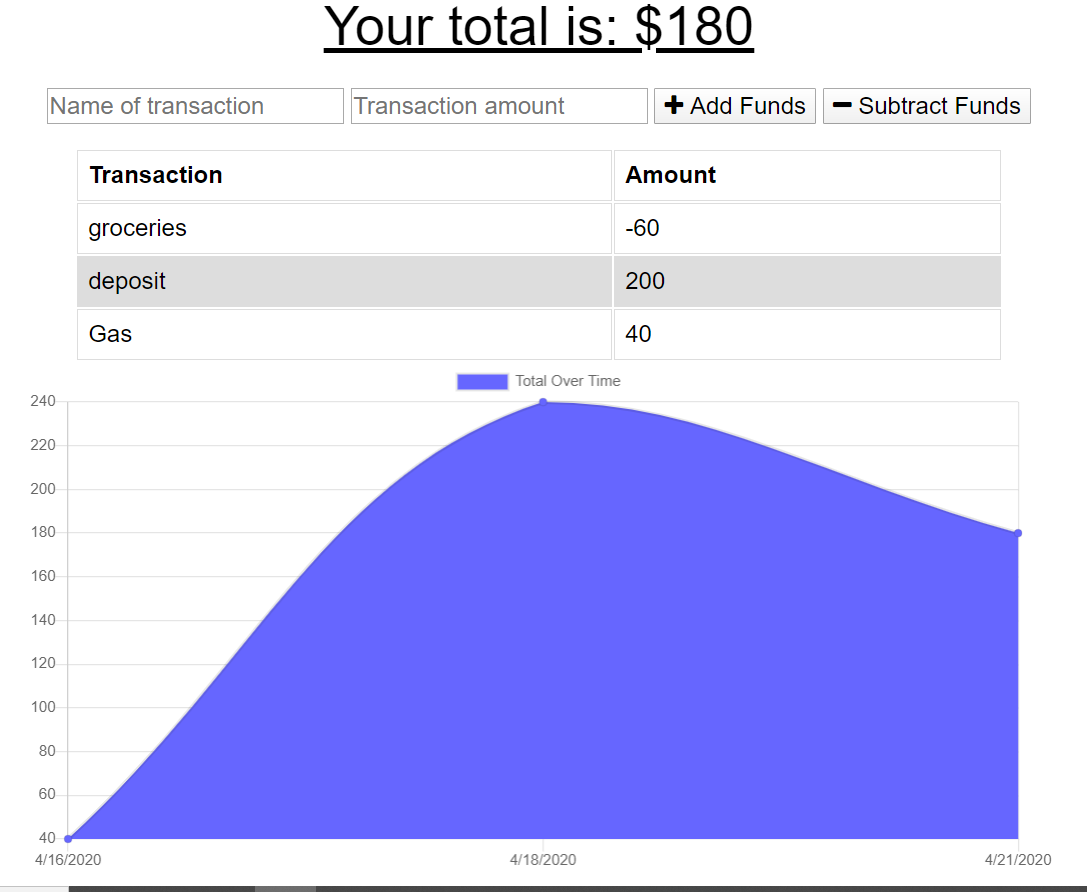 Your total is: $180
Name of transaction Transaction amount + Add Funds − Subtract Funds
Transaction Amount
groceries -60
deposit 200
Gas 40
Total Over Time
240
220
200
180
160
140
120
100
80
60
40
4/16/2020 4/18/2020 4/21/2020